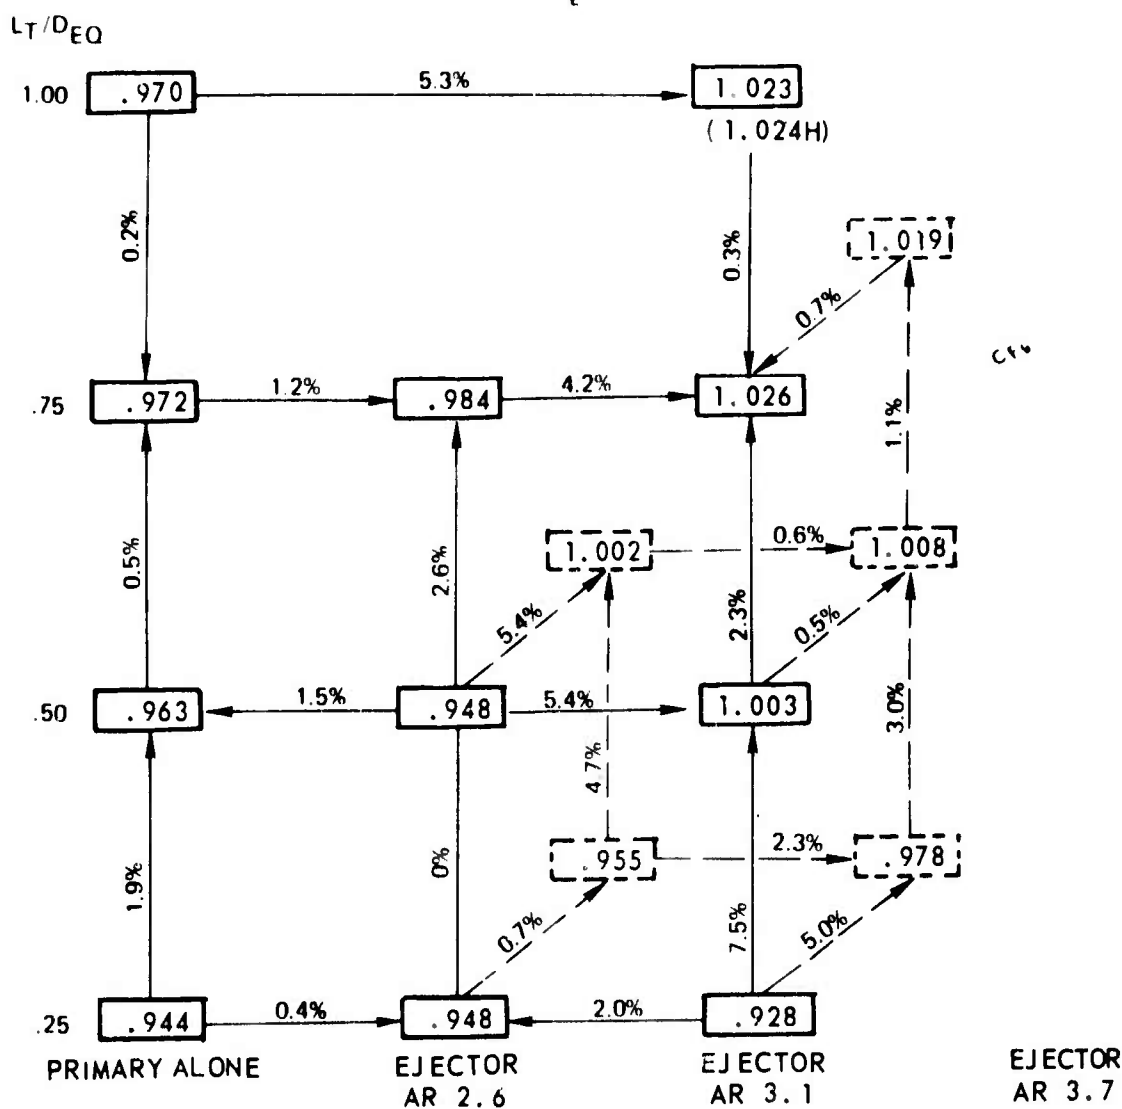 LT/DEQ
1.00 .970 5.3% 1.023
(1.024H)
0.2% 0.3% 1.019
0.7%
.75 .972 1.2% .984 4.2% 1.026
1.1%
0.5% 2.6% 1.002 0.6% 1.008
5.4% 2.3% 0.5%
.50 .963 1.5% .948 5.4% 1.003
4.7% 3.0%
1.9% 0% .955 2.3% .978
0.7% 7.5% 5.0%
.25 .944 0.4% .948 2.0% .928
PRIMARY ALONE EJECTOR EJECTOR EJECTOR
AR 2.6 AR 3.1 AR 3.7